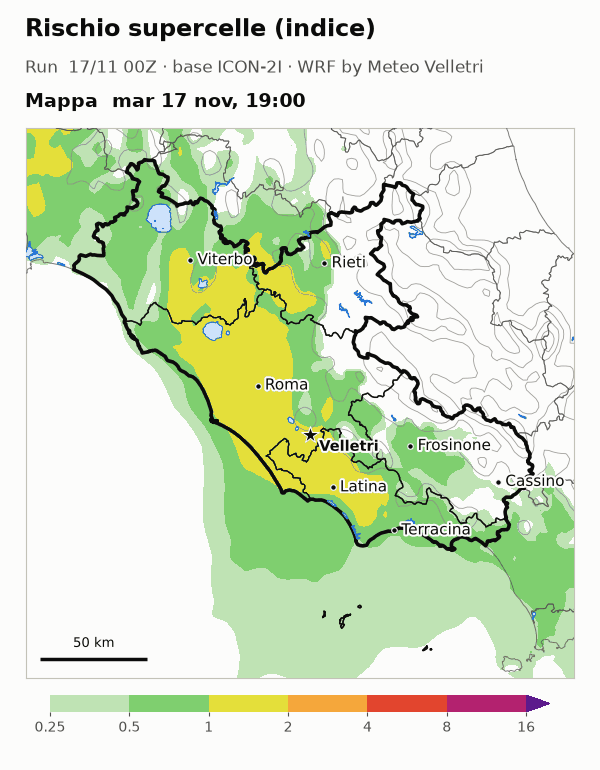 Rischio supercelle (indice)
Run  17/11 00Z · base ICON-2I · WRF by Meteo Velletri
Mappa  mar 17 nov, 19:00
Viterbo
Rieti
Roma
Velletri
Frosinone
Cassino
Latina
Terracina
50 km
0.25 0.5 1 2 4 8 16